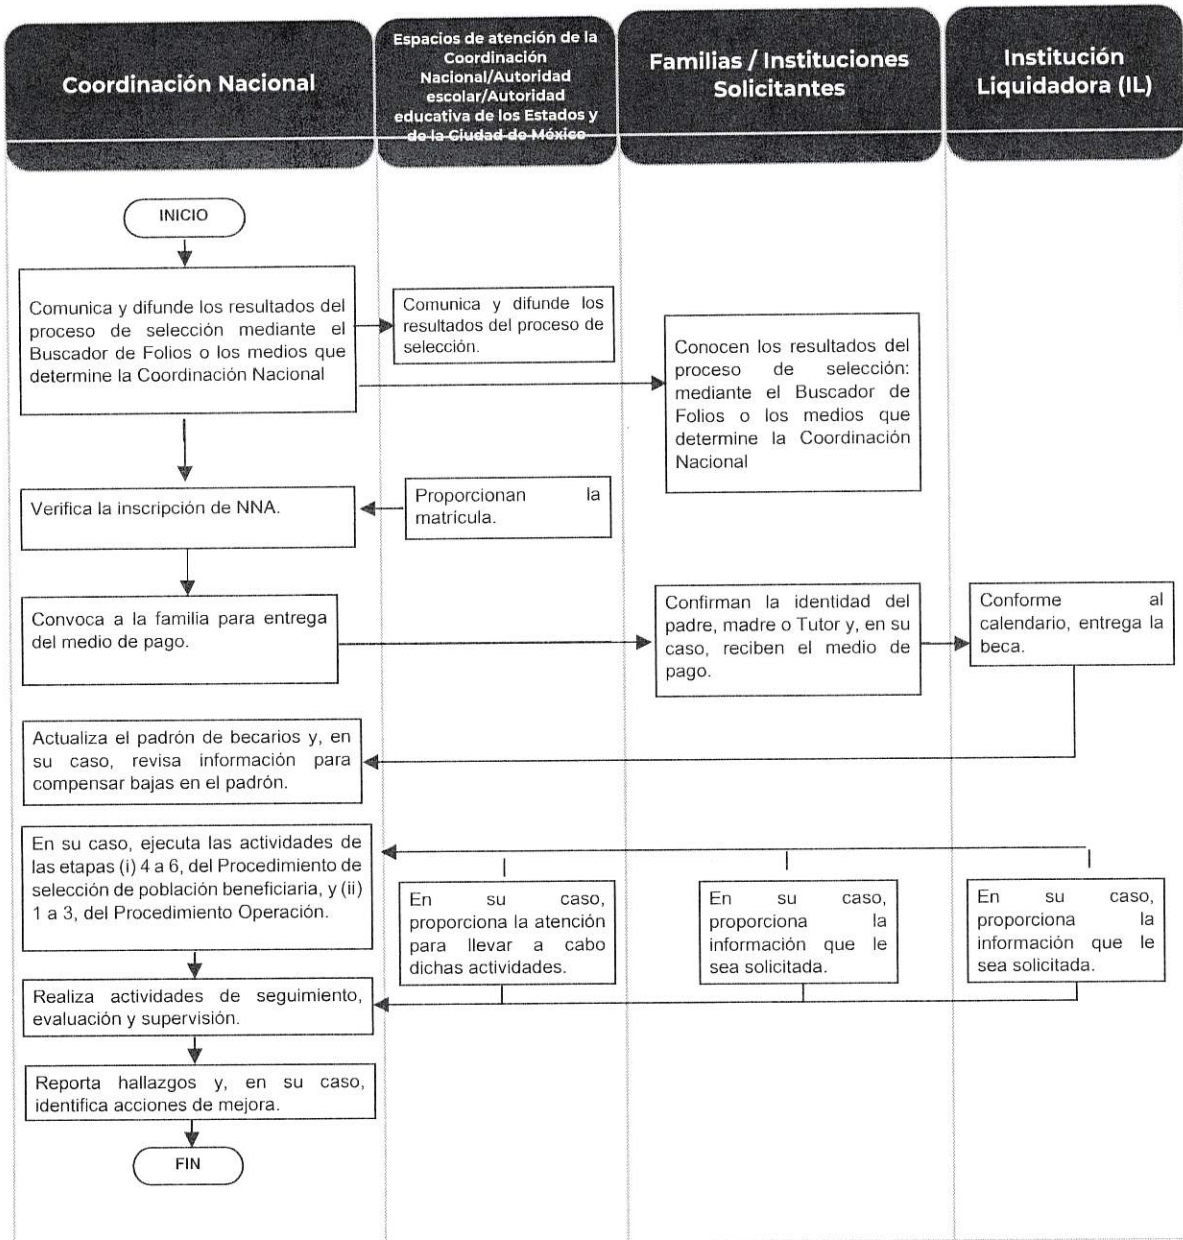 Coordinación Nacional
Espacios de atención de la
Coordinación
Nacional/Autoridad
escolar/Autoridad
educativa de los Estados y
de la Ciudad de México
Familias / Instituciones
Solicitantes
Institución
Liquidadora (IL)
INICIO
Comunica y difunde los resultados del
proceso de selección mediante el
Buscador de Folios o los medios que
determine la Coordinación Nacional
Comunica y difunde los
resultados del proceso de
selección.
Conocen los resultados del
proceso de selección:
mediante el Buscador de
Folios o los medios que
determine la Coordinación
Nacional
Verifica la inscripción de NNA.
Proporcionan la
matrícula.
Convoca a la familia para entrega
del medio de pago.
Confirman la identidad del
padre, madre o Tutor y, en su
caso, reciben el medio de
pago.
Conforme al
calendario, entrega la
beca.
Actualiza el padrón de becarios y, en
su caso, revisa información para
compensar bajas en el padrón.
En su caso, ejecuta las actividades de
las etapas (i) 4 a 6, del Procedimiento de
selección de población beneficiaria, y (ii)
1 a 3, del Procedimiento Operación.
En su caso,
proporciona la atención
para llevar a cabo
dichas actividades.
En su caso,
proporciona la
información que le
sea solicitada.
En su caso,
proporciona la
información que le
sea solicitada.
Realiza actividades de seguimiento,
evaluación y supervisión.
Reporta hallazgos y, en su caso,
identifica acciones de mejora.
FIN